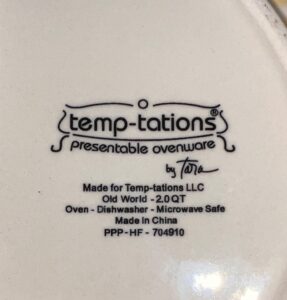 temp-tations®
presentable ovenware
by Tara
Made for Temp-tations LLC
Old World - 2.0 QT
Oven - Dishwasher - Microwave Safe
Made in China
PPP-HF - 704910